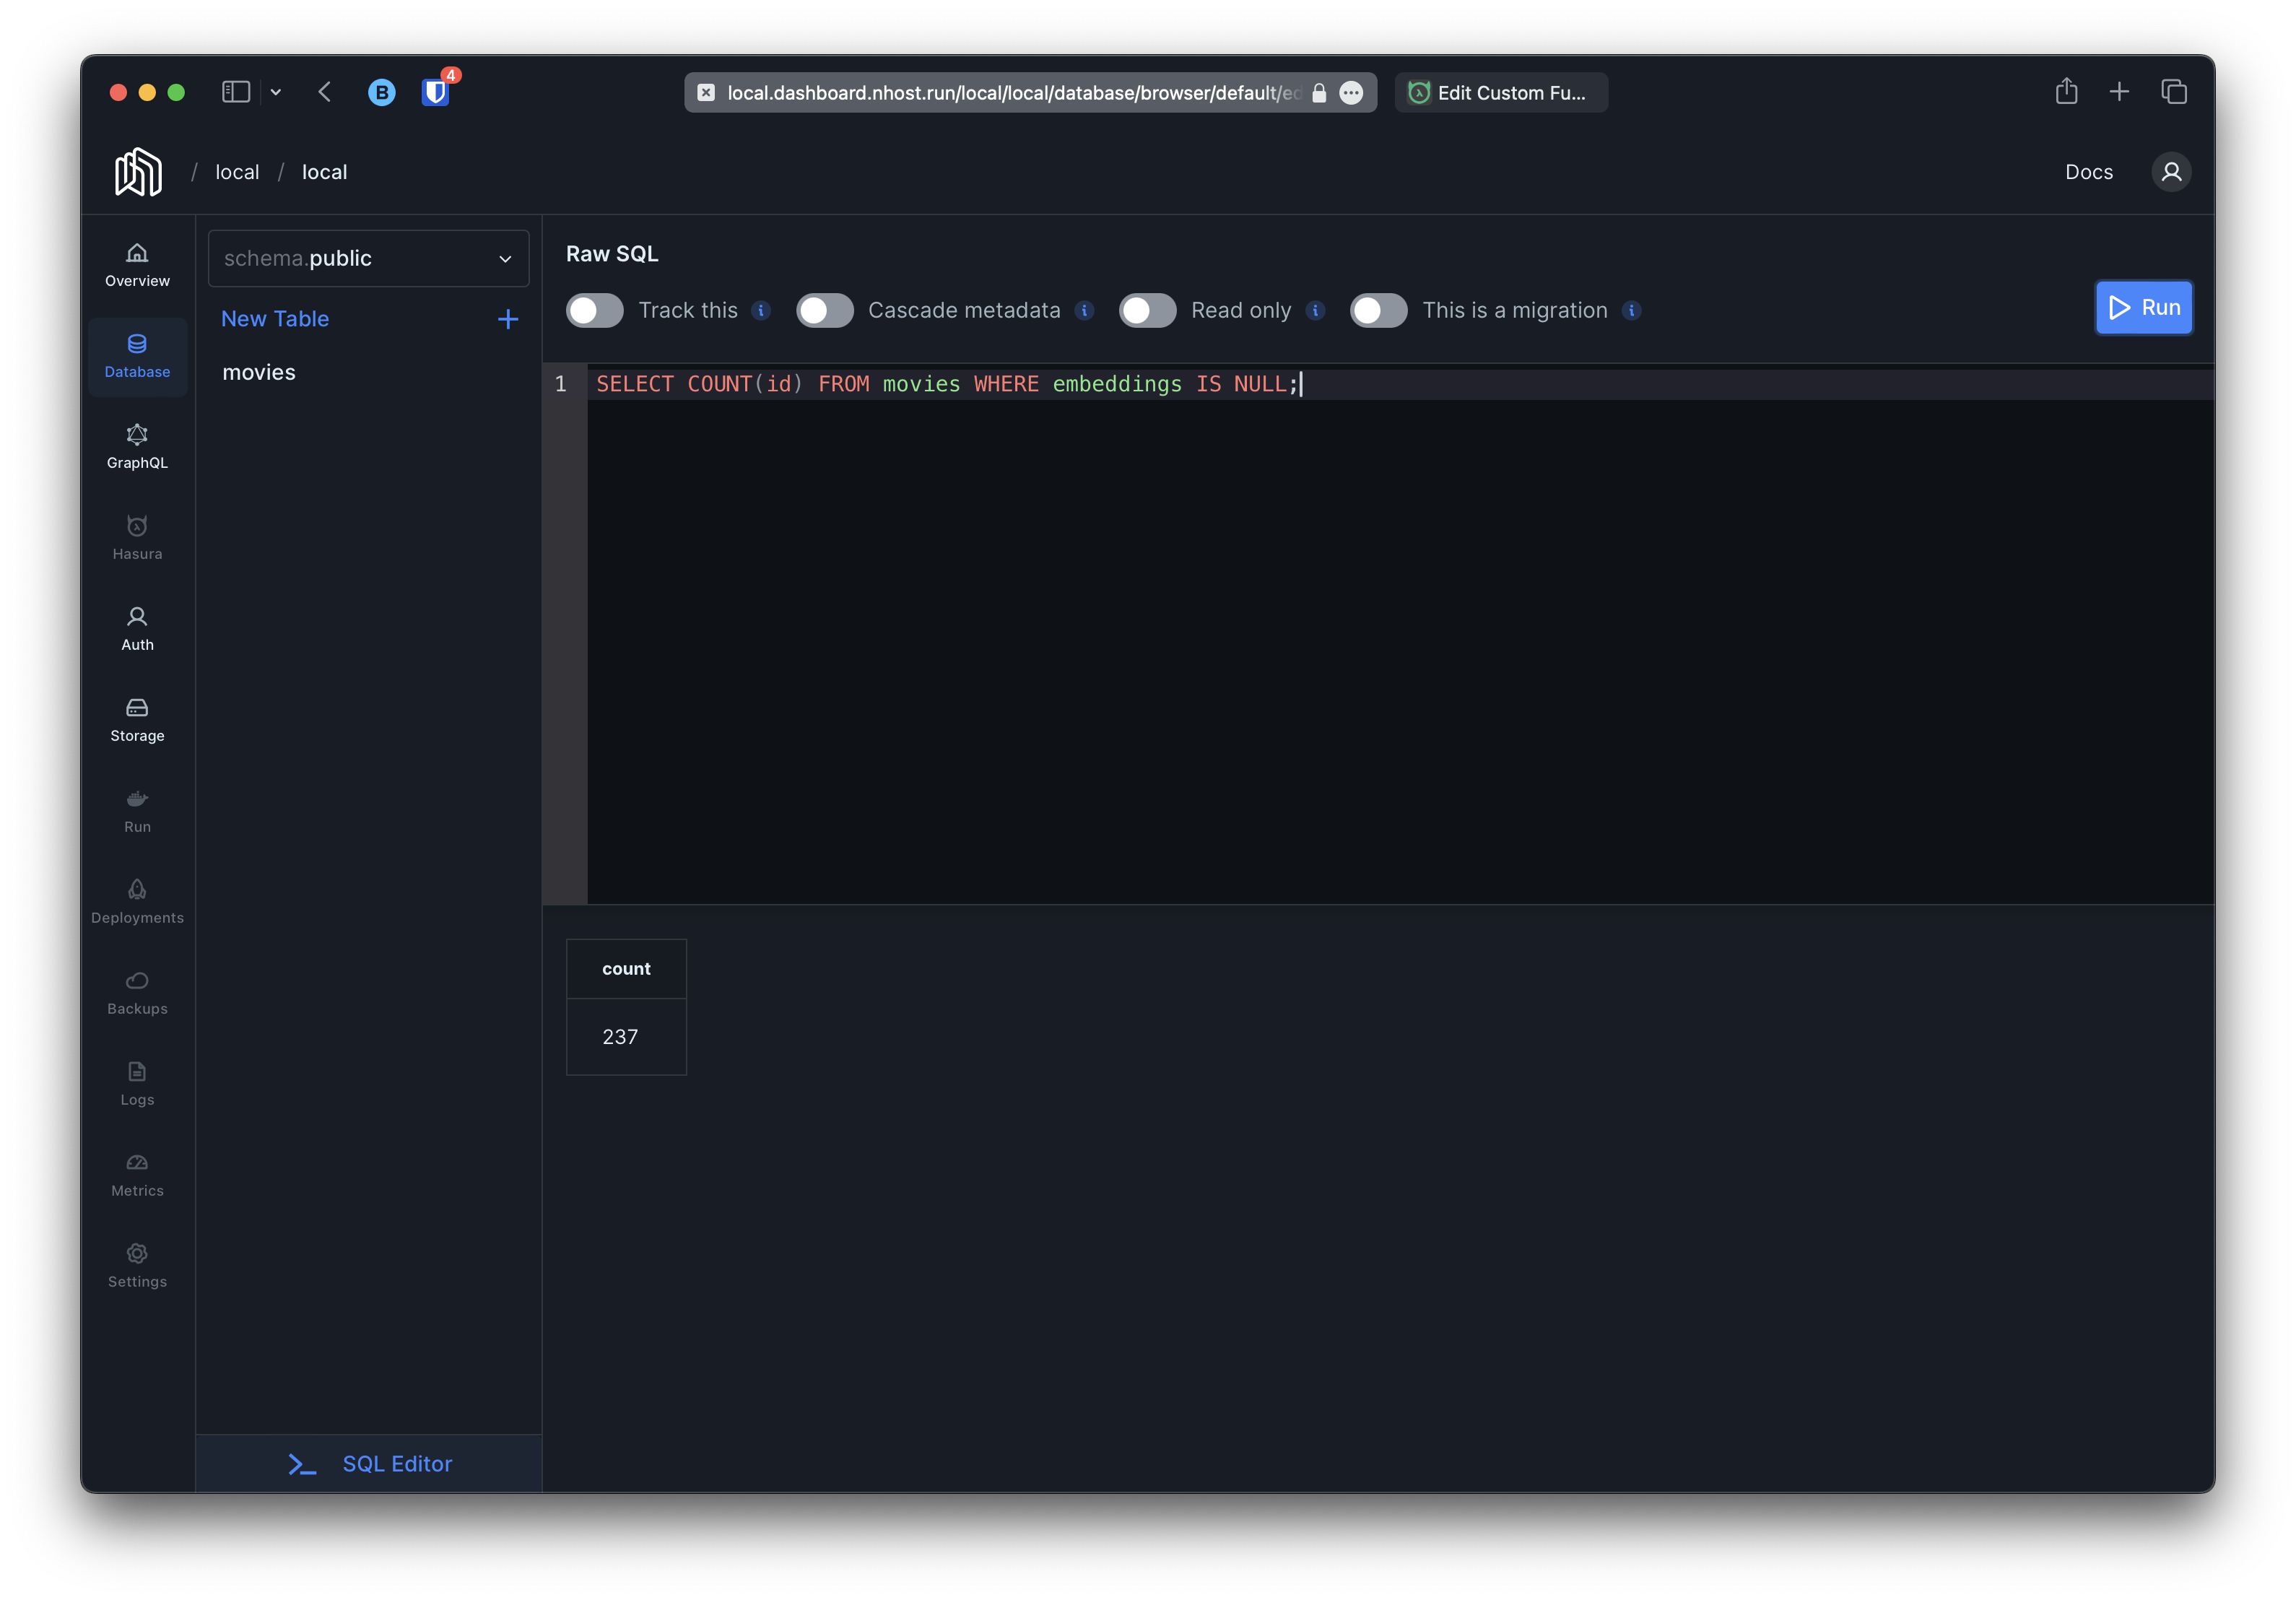 4
local.dashboard.nhost.run/local/local/database/browser/default/ed
Edit Custom Fu...
/ local / local
Docs
Overview
Database
GraphQL
Hasura
Auth
Storage
Run
Deployments
Backups
Logs
Metrics
Settings
schema.public
New Table
movies
SQL Editor
Raw SQL
Track this
Cascade metadata
Read only
This is a migration
Run
1 SELECT COUNT(id) FROM movies WHERE embeddings IS NULL;
count
237